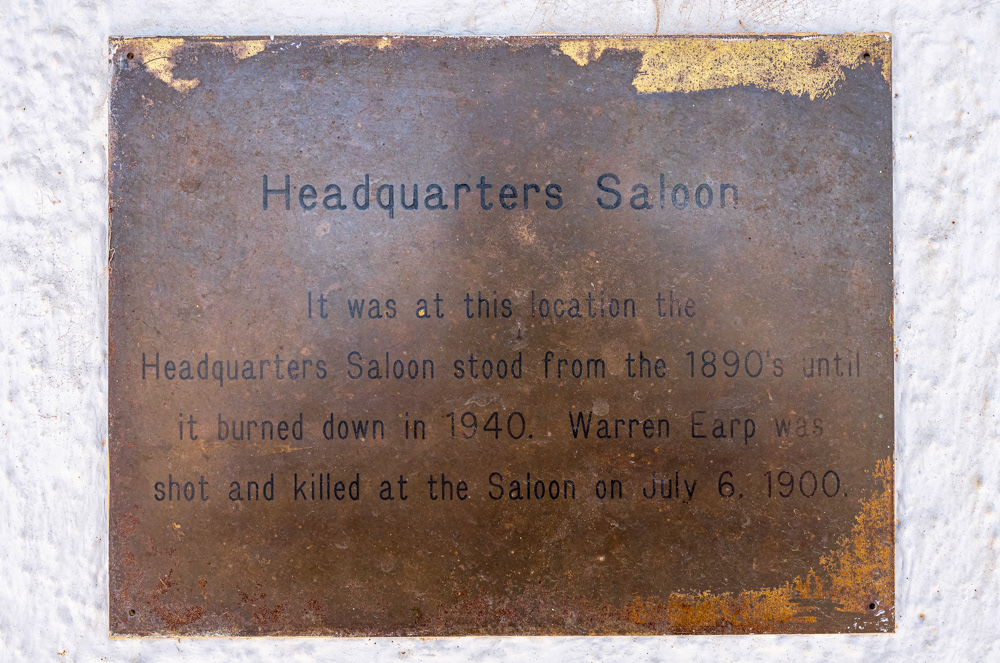 Headquarters Saloon
It was at this location the
Headquarters Saloon stood from the 1890's until
it burned down in 1940. Warren Earp was
shot and killed at the Saloon on July 6, 1900.